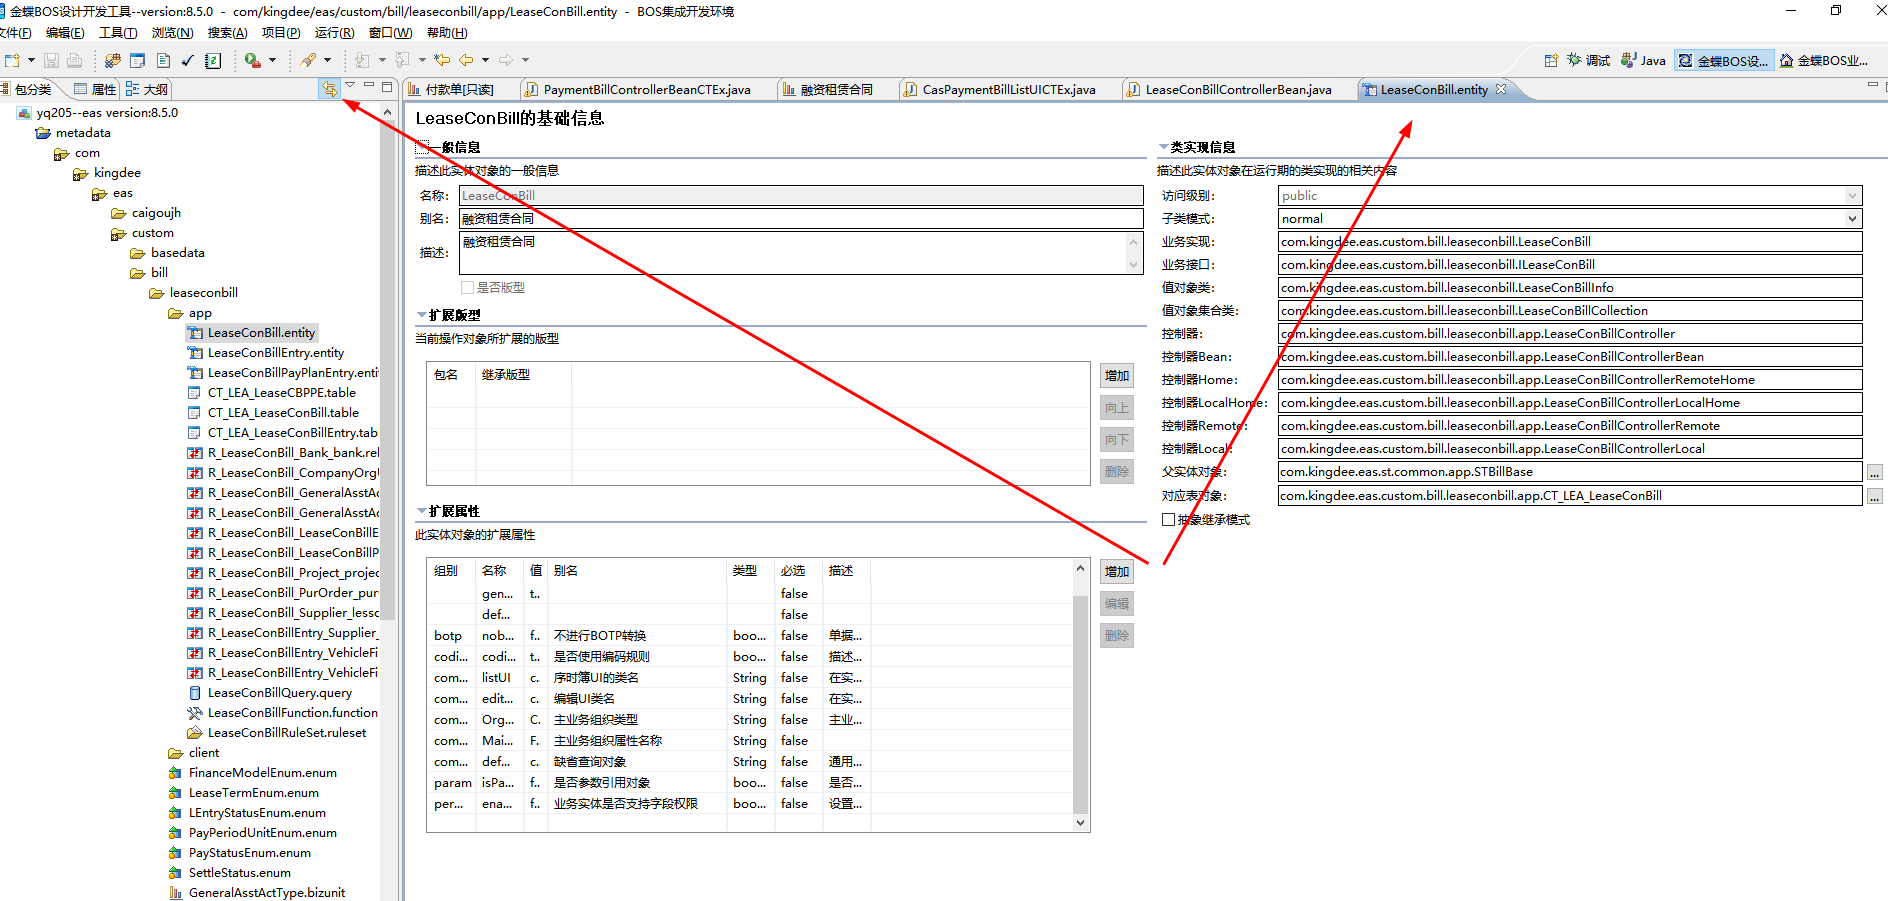 金蝶BOS设计开发工具--version:8.5.0 - com/kingdee/eas/custom/bill/leaseconbill/app/LeaseConBill.entity - BOS集成开发环境
文件(F) 编辑(E) 工具(T) 浏览(N) 搜索(A) 项目(P) 运行(R) 窗口(W) 帮助(H)
调试 Java 金蝶BOS设... 金蝶BOS业...
包分类 属性 大纲
付款单[只读] PaymentBillControllerBeanCTEx.java 融资租赁合同 CasPaymentBillListUICTEx.java LeaseConBillControllerBean.java LeaseConBill.entity
yq205--eas version:8.5.0
metadata
com
kingdee
eas
caigoujh
custom
basedata
bill
leaseconbill
app
LeaseConBill.entity
LeaseConBillEntry.entity
LeaseConBillPayPlanEntry.enti
CT_LEA_LeaseCBPPE.table
CT_LEA_LeaseConBill.table
CT_LEA_LeaseConBillEntry.tab
R_LeaseConBill_Bank_bank.rel
R_LeaseConBill_CompanyOrg
R_LeaseConBill_GeneralAsstAc
R_LeaseConBill_GeneralAsstAc
R_LeaseConBill_LeaseConBillE
R_LeaseConBill_LeaseConBillP
R_LeaseConBill_Project_projec
R_LeaseConBill_PurOrder_pur
R_LeaseConBill_Supplier_lesso
R_LeaseConBillEntry_Supplier_
R_LeaseConBillEntry_VehicleFi
R_LeaseConBillEntry_VehicleFi
LeaseConBillQuery.query
LeaseConBillFunction.function
LeaseConBillRuleSet.ruleset
client
FinanceModelEnum.enum
LeaseTermEnum.enum
LEntryStatusEnum.enum
PayPeriodUnitEnum.enum
PayStatusEnum.enum
SettleStatus.enum
GeneralAsstActType.bizunit
LeaseConBill的基础信息
一般信息
描述此实体对象的一般信息
名称: LeaseConBill
别名: 融资租赁合同
描述: 融资租赁合同
是否版型
扩展版型
当前操作对象所扩展的版型
包名 继承版型
增加
向上
向下
删除
扩展属性
此实体对象的扩展属性
组别 名称 值 别名 类型 必选 描述
gen... t.. false
def... false
botp nob... f.. 不进行BOTP转换 boo... false 单据...
codi... codi... t.. 是否使用编码规则 boo... false 描述...
com... listUI c. 序时簿UI的类名 String false 在实...
com... edit... c. 编辑UI类名 String false 在实...
com... Org... C. 主业务组织类型 String false 主业...
com... Mai... F. 主业务组织属性名称 String false
com... def... c. 缺省查询对象 String false 通用...
param isPa... f.. 是否参数引用对象 boo... false 是否...
per... ena... f.. 业务实体是否支持字段权限 boo... false 设置...
增加
编辑
删除
类实现信息
描述此实体对象在运行期的类实现的相关内容
访问级别: public
子类模式: normal
业务实现: com.kingdee.eas.custom.bill.leaseconbill.LeaseConBill
业务接口: com.kingdee.eas.custom.bill.leaseconbill.ILeaseConBill
值对象类: com.kingdee.eas.custom.bill.leaseconbill.LeaseConBillInfo
值对象集合类: com.kingdee.eas.custom.bill.leaseconbill.LeaseConBillCollection
控制器: com.kingdee.eas.custom.bill.leaseconbill.app.LeaseConBillController
控制器Bean: com.kingdee.eas.custom.bill.leaseconbill.app.LeaseConBillControllerBean
控制器Home: com.kingdee.eas.custom.bill.leaseconbill.app.LeaseConBillControllerRemoteHome
控制器LocalHome: com.kingdee.eas.custom.bill.leaseconbill.app.LeaseConBillControllerLocalHome
控制器Remote: com.kingdee.eas.custom.bill.leaseconbill.app.LeaseConBillControllerRemote
控制器Local: com.kingdee.eas.custom.bill.leaseconbill.app.LeaseConBillControllerLocal
父实体对象: com.kingdee.eas.st.common.app.STBillBase ...
对应表对象: com.kingdee.eas.custom.bill.leaseconbill.app.CT_LEA_LeaseConBill ...
抽象继承模式